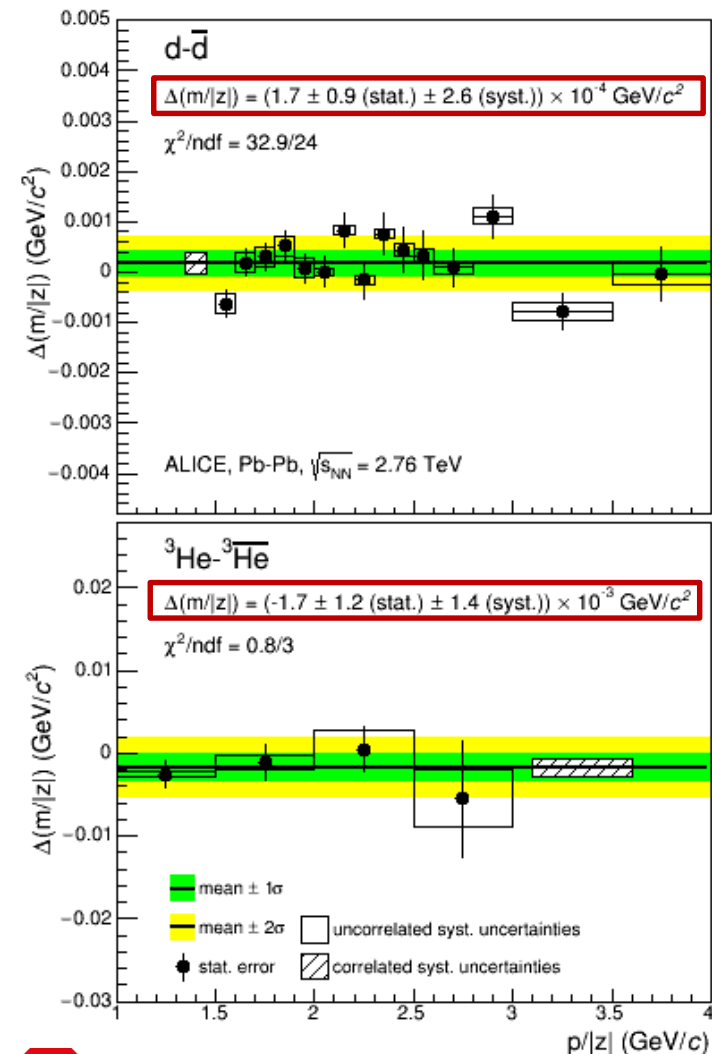 d-d̅
Δ(m/|z|) = (1.7 ± 0.9 (stat.) ± 2.6 (syst.)) × 10⁻⁴ GeV/c²
χ²/ndf = 32.9/24
ALICE, Pb-Pb, √s_NN = 2.76 TeV
Δ(m/|z|) (GeV/c²)
0.005
0.004
0.003
0.002
0.001
0
−0.001
−0.002
−0.003
−0.004
³He-³H̅e̅
Δ(m/|z|) = (-1.7 ± 1.2 (stat.) ± 1.4 (syst.)) × 10⁻³ GeV/c²
χ²/ndf = 0.8/3
Δ(m/|z|) (GeV/c²)
0.02
0.01
0
−0.01
−0.02
−0.03
mean ± 1σ
mean ± 2σ
uncorrelated syst. uncertainties
stat. error
correlated syst. uncertainties
1 1.5 2 2.5 3 3.5 4
p/|z| (GeV/c)